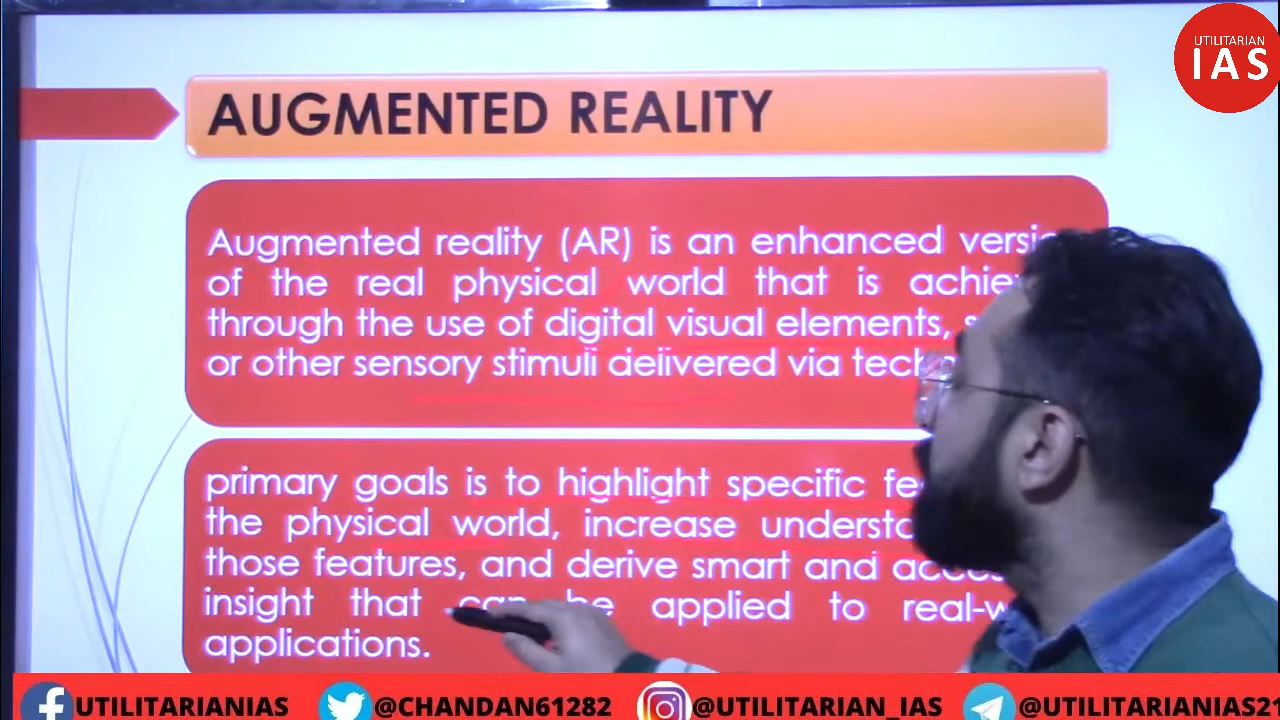 UTILITARIAN
IAS
AUGMENTED REALITY
Augmented reality (AR) is an enhanced
of the real physical world that is
through the use of digital visual elements,
or other sensory stimuli delivered via
primary goals is to highlight specific
the physical world, increase
those features, and derive smart and
insight that can be applied to
applications.
UTILITARIANIAS @CHANDAN61282 @UTILITARIAN_IAS @UTILITARIANIAS21